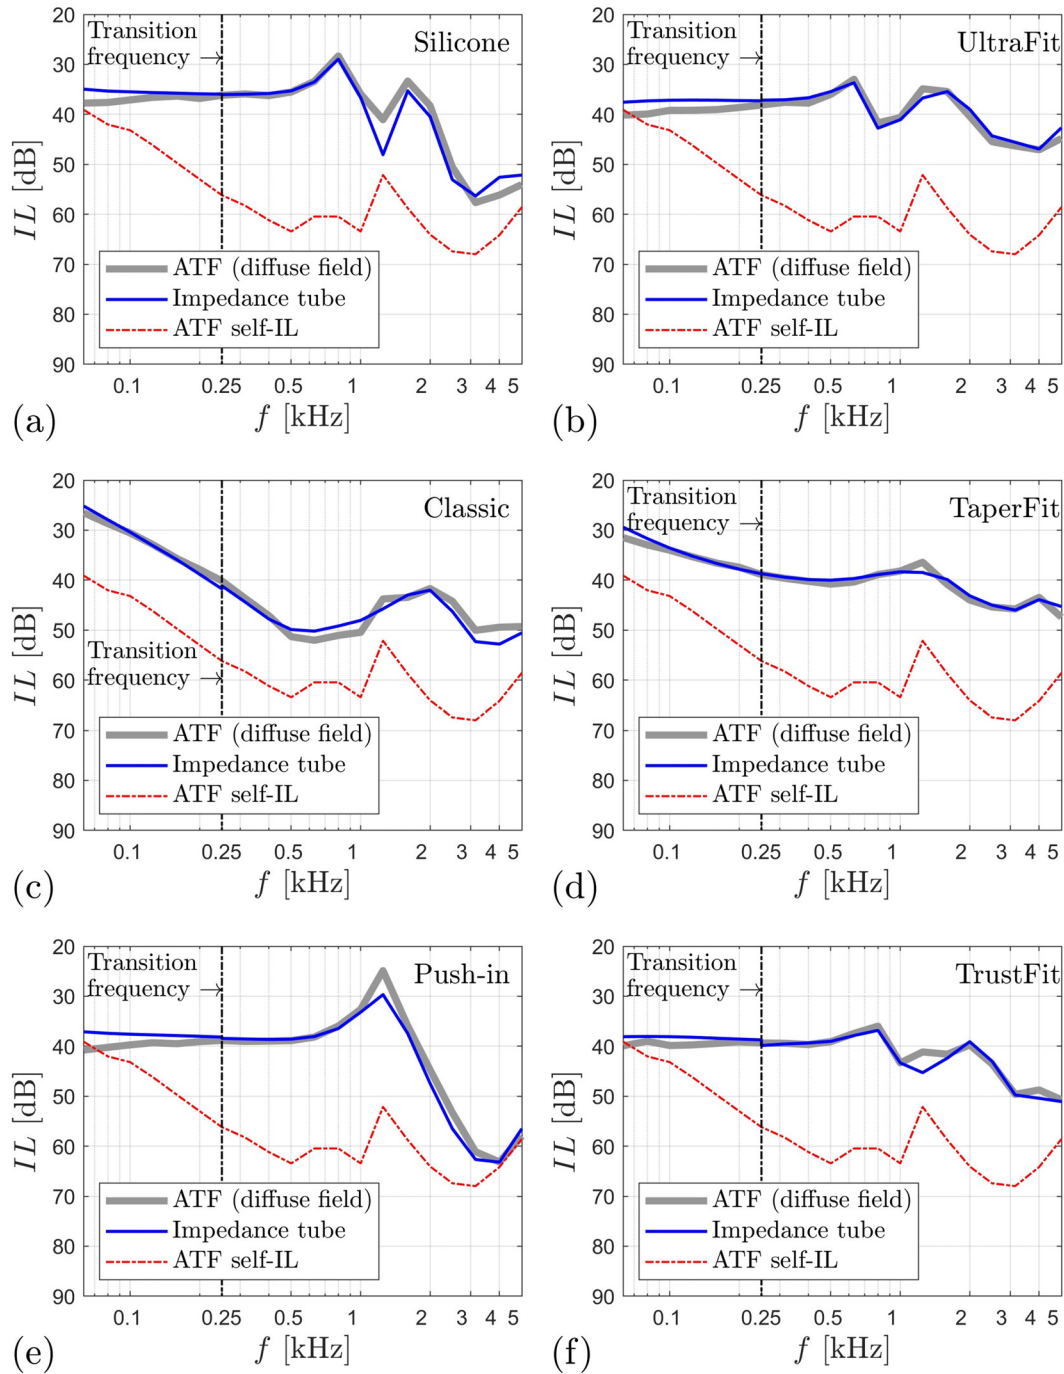 20
30
40
50
60
70
80
90
IL [dB]
Transition
frequency →
Silicone
ATF (diffuse field)
Impedance tube
ATF self-IL
0.1 0.25 0.5 1 2 3 4 5
f [kHz]
(a)
20
30
40
50
60
70
80
90
IL [dB]
Transition
frequency →
UltraFit
ATF (diffuse field)
Impedance tube
ATF self-IL
0.1 0.25 0.5 1 2 3 4 5
f [kHz]
(b)
20
30
40
50
60
70
80
90
IL [dB]
Classic
Transition
frequency →
ATF (diffuse field)
Impedance tube
ATF self-IL
0.1 0.25 0.5 1 2 3 4 5
f [kHz]
(c)
20
30
40
50
60
70
80
90
IL [dB]
Transition
frequency →
TaperFit
ATF (diffuse field)
Impedance tube
ATF self-IL
0.1 0.25 0.5 1 2 3 4 5
f [kHz]
(d)
20
30
40
50
60
70
80
90
IL [dB]
Transition
frequency →
Push-in
ATF (diffuse field)
Impedance tube
ATF self-IL
0.1 0.25 0.5 1 2 3 4 5
f [kHz]
(e)
20
30
40
50
60
70
80
90
IL [dB]
Transition
frequency →
TrustFit
ATF (diffuse field)
Impedance tube
ATF self-IL
0.1 0.25 0.5 1 2 3 4 5
f [kHz]
(f)